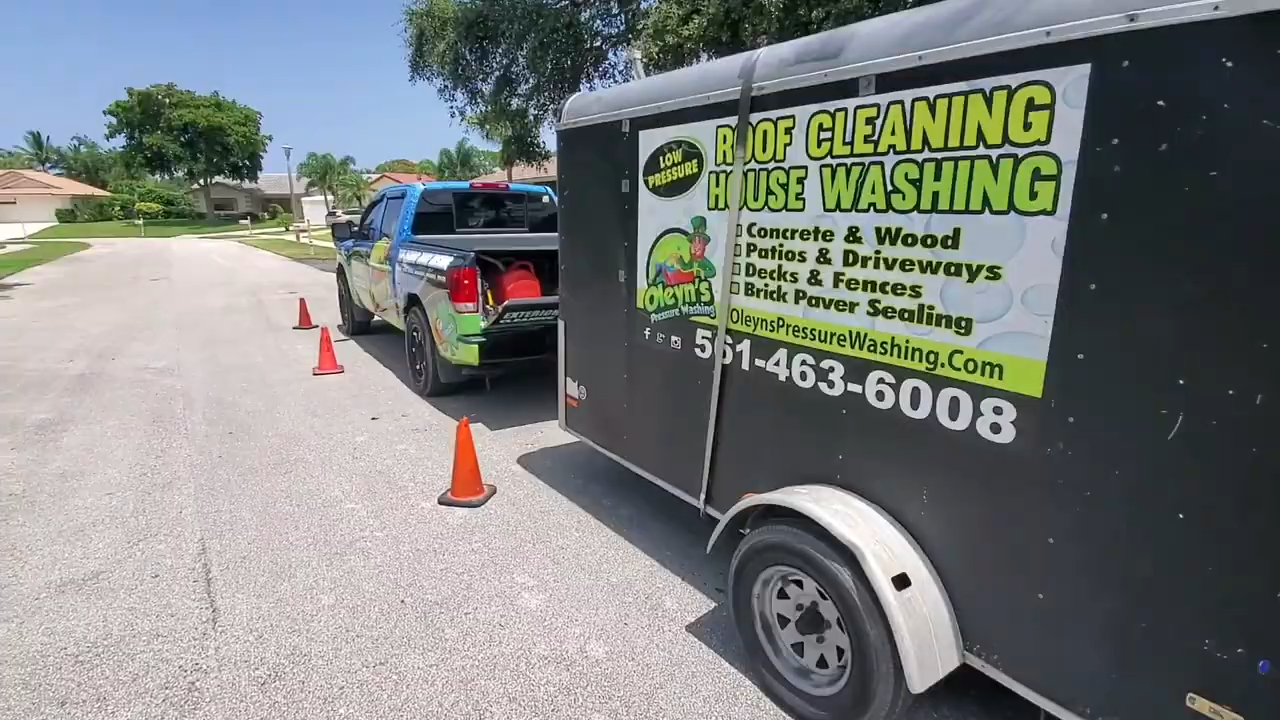 LOW
PRESSURE
ROOF CLEANING
HOUSE WASHING
Concrete & Wood
Patios & Driveways
Decks & Fences
Brick Paver Sealing
Oleyn's
Pressure Washing
OleynsPressureWashing.Com
561-463-6008
EXTERIOR